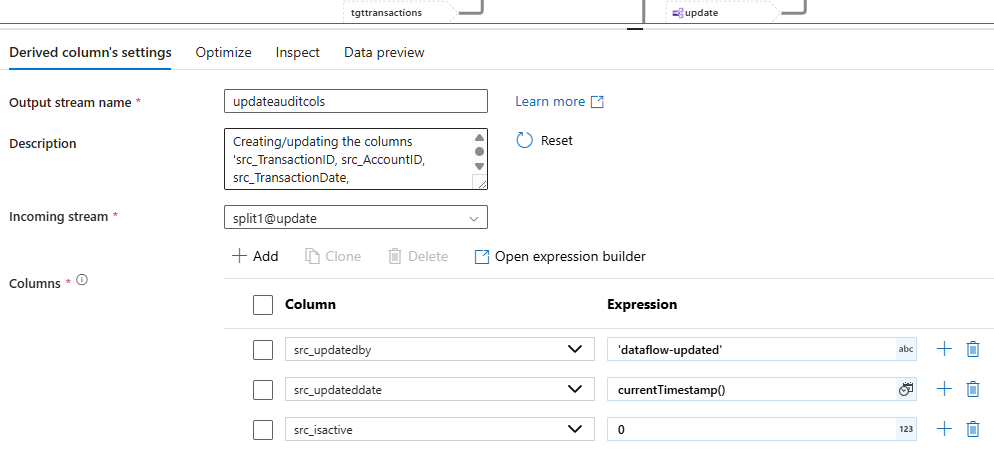 tgttransactions
update
Derived column's settings
Optimize
Inspect
Data preview
Output stream name *
updateauditcols
Learn more
Description
Creating/updating the columns
'src_TransactionID, src_AccountID,
src_TransactionDate,
Reset
Incoming stream *
split1@update
Add
Clone
Delete
Open expression builder
Columns *
Column
Expression
src_updatedby
'dataflow-updated'
abc
src_updateddate
currentTimestamp()
src_isactive
0
123